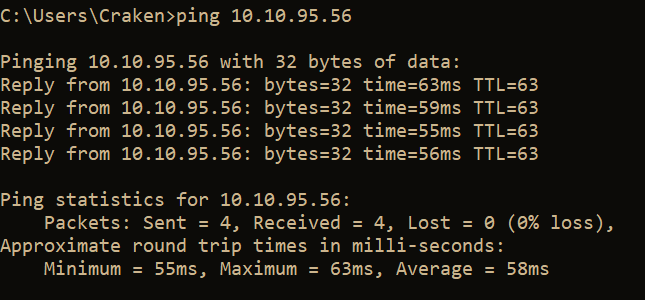 C:\Users\Craken>ping 10.10.95.56
Pinging 10.10.95.56 with 32 bytes of data:
Reply from 10.10.95.56: bytes=32 time=63ms TTL=63
Reply from 10.10.95.56: bytes=32 time=59ms TTL=63
Reply from 10.10.95.56: bytes=32 time=55ms TTL=63
Reply from 10.10.95.56: bytes=32 time=56ms TTL=63
Ping statistics for 10.10.95.56:
    Packets: Sent = 4, Received = 4, Lost = 0 (0% loss),
Approximate round trip times in milli-seconds:
    Minimum = 55ms, Maximum = 63ms, Average = 58ms